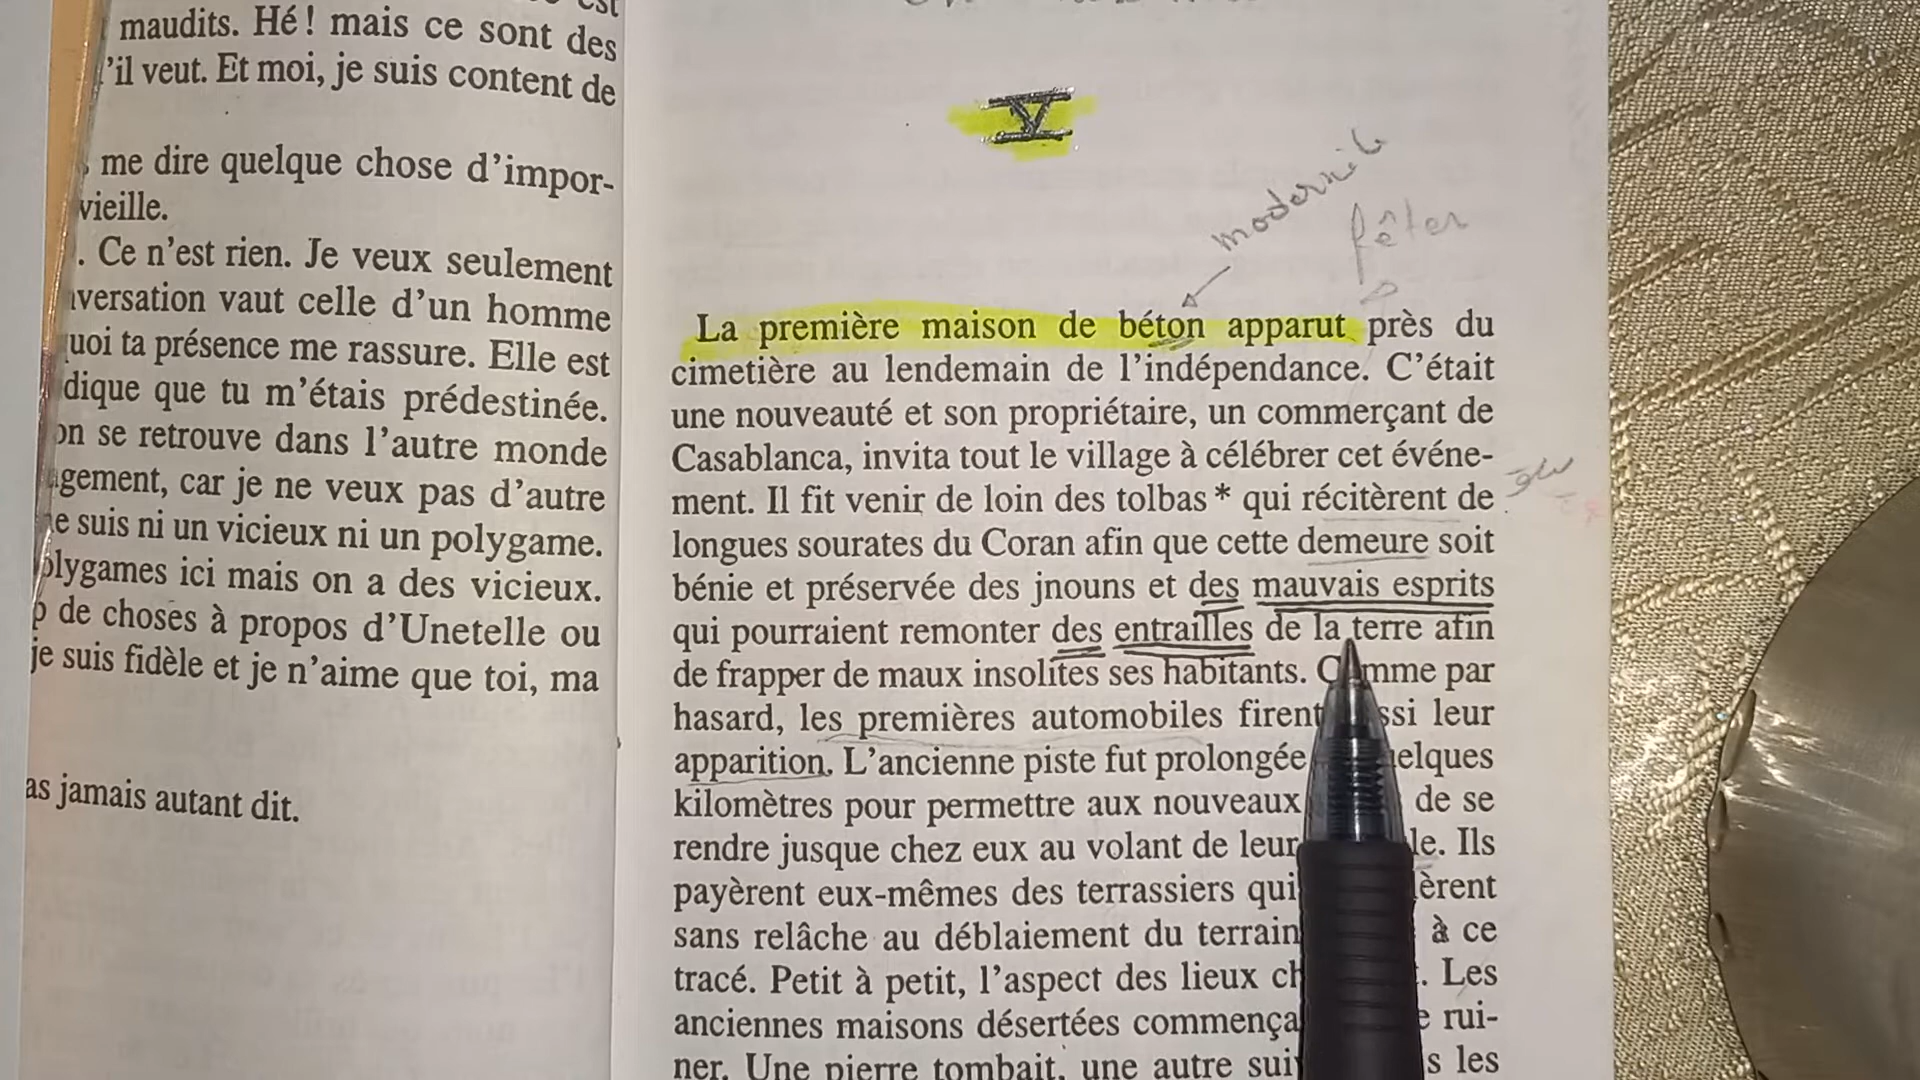 maudits. Hé ! mais ce sont des
'il veut. Et moi, je suis content de
me dire quelque chose d'impor-
vieille.
. Ce n'est rien. Je veux seulement
versation vaut celle d'un homme
uoi ta présence me rassure. Elle est
dique que tu m'étais prédestinée.
on se retrouve dans l'autre monde
gement, car je ne veux pas d'autre
e suis ni un vicieux ni un polygame.
olygames ici mais on a des vicieux.
p de choses à propos d'Unetelle ou
je suis fidèle et je n'aime que toi, ma
as jamais autant dit.
V
modernité
fêter
La première maison de béton apparut près du
cimetière au lendemain de l'indépendance. C'était
une nouveauté et son propriétaire, un commerçant de
Casablanca, invita tout le village à célébrer cet événe-
ment. Il fit venir de loin des tolbas * qui récitèrent de
longues sourates du Coran afin que cette demeure soit
bénie et préservée des jnouns et des mauvais esprits
qui pourraient remonter des entrailles de la terre afin
de frapper de maux insolites ses habitants. C mme par
hasard, les premières automobiles firent ssi leur
apparition. L'ancienne piste fut prolongée elques
kilomètres pour permettre aux nouveaux de se
rendre jusque chez eux au volant de leur le. Ils
payèrent eux-mêmes des terrassiers qui èrent
sans relâche au déblaiement du terrain à ce
tracé. Petit à petit, l'aspect des lieux ch . Les
anciennes maisons désertées commença e rui-
ner. Une pierre tombait, une autre sui s les